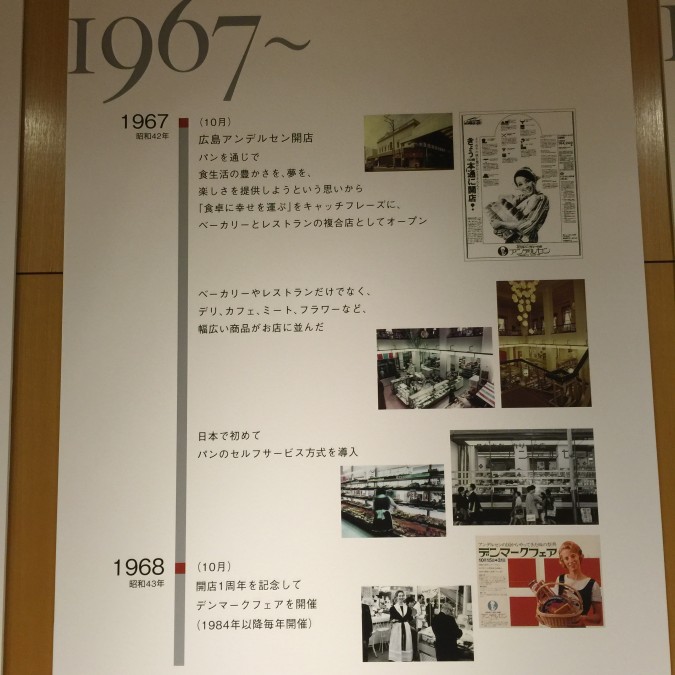 1967~
1967
昭和42年
(10月)
広島アンデルセン開店
パンを通じて
食生活の豊かさを、夢を、
楽しさを提供しようという思いから
「食卓に幸せを運ぶ」をキャッチフレーズに、
ベーカリーとレストランの複合店としてオープン
きょう本通に開店!
アンデルセン
ベーカリーやレストランだけでなく、
デリ、カフェ、ミート、フラワーなど、
幅広い商品がお店に並んだ
日本で初めて
パンのセルフサービス方式を導入
1968
昭和43年
(10月)
開店1周年を記念して
デンマークフェアを開催
(1984年以降毎年開催)
デンマークフェア